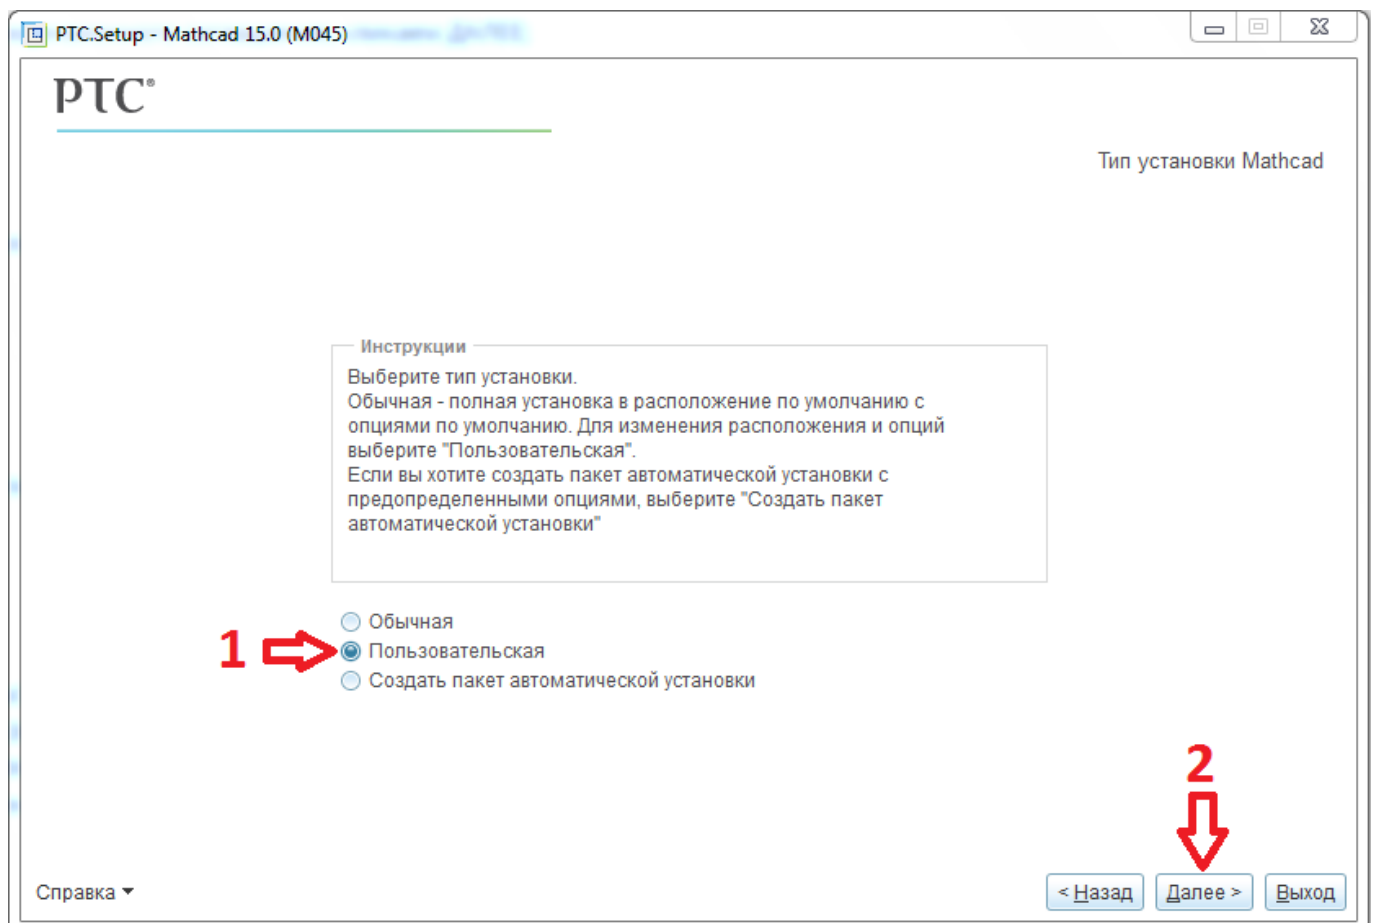 PTC.Setup - Mathcad 15.0 (M045)
PTC®
Тип установки Mathcad
Инструкции
Выберите тип установки.
Обычная - полная установка в расположение по умолчанию с
опциями по умолчанию. Для изменения расположения и опций
выберите "Пользовательская".
Если вы хотите создать пакет автоматической установки с
предопределенными опциями, выберите "Создать пакет
автоматической установки"
Обычная
1
Пользовательская
Создать пакет автоматической установки
2
Справка
< Назад
Далее >
Выход